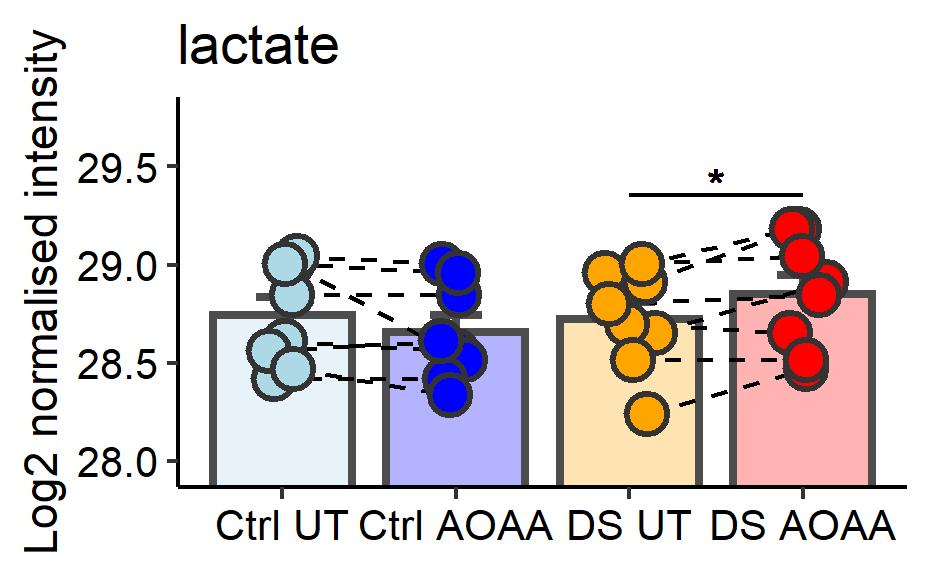 lactate
Log2 normalised intensity
29.5
29.0
28.5
28.0
*
Ctrl UT Ctrl AOAA DS UT DS AOAA